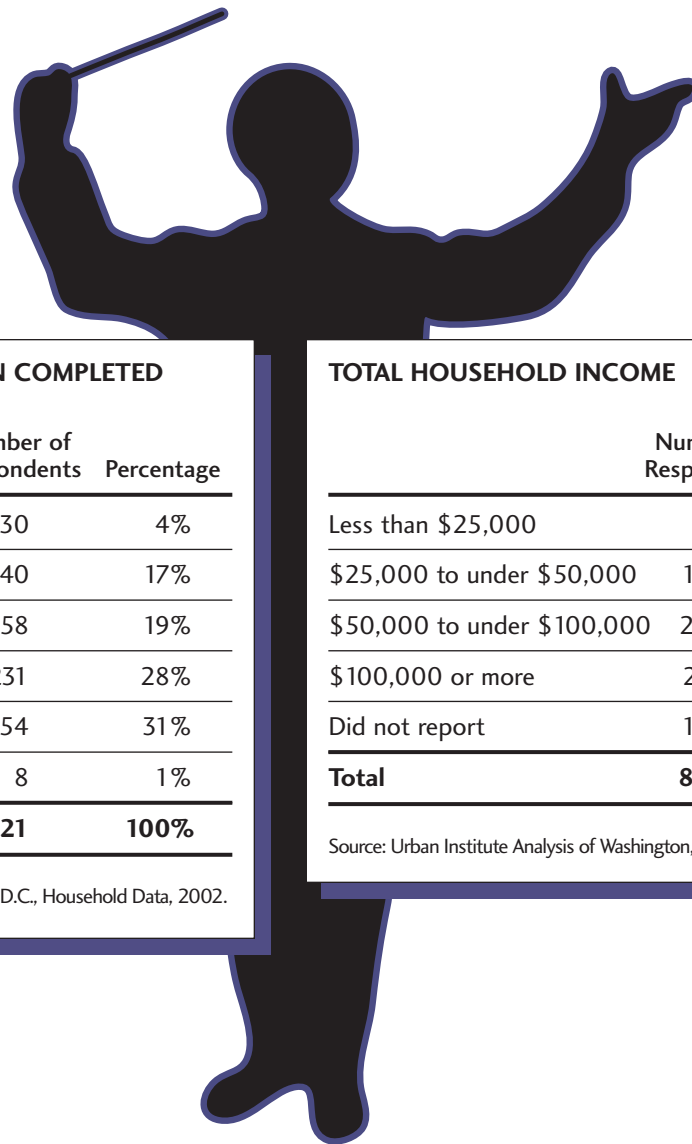 N COMPLETED
mber of
pondents Percentage
30 4%
40 17%
58 19%
231 28%
54 31%
8 1%
21 100%
D.C., Household Data, 2002.
TOTAL HOUSEHOLD INCOME
Num
Resp
Less than $25,000
$25,000 to under $50,000 1
$50,000 to under $100,000 2
$100,000 or more 2
Did not report 1
Total 8
Source: Urban Institute Analysis of Washington,